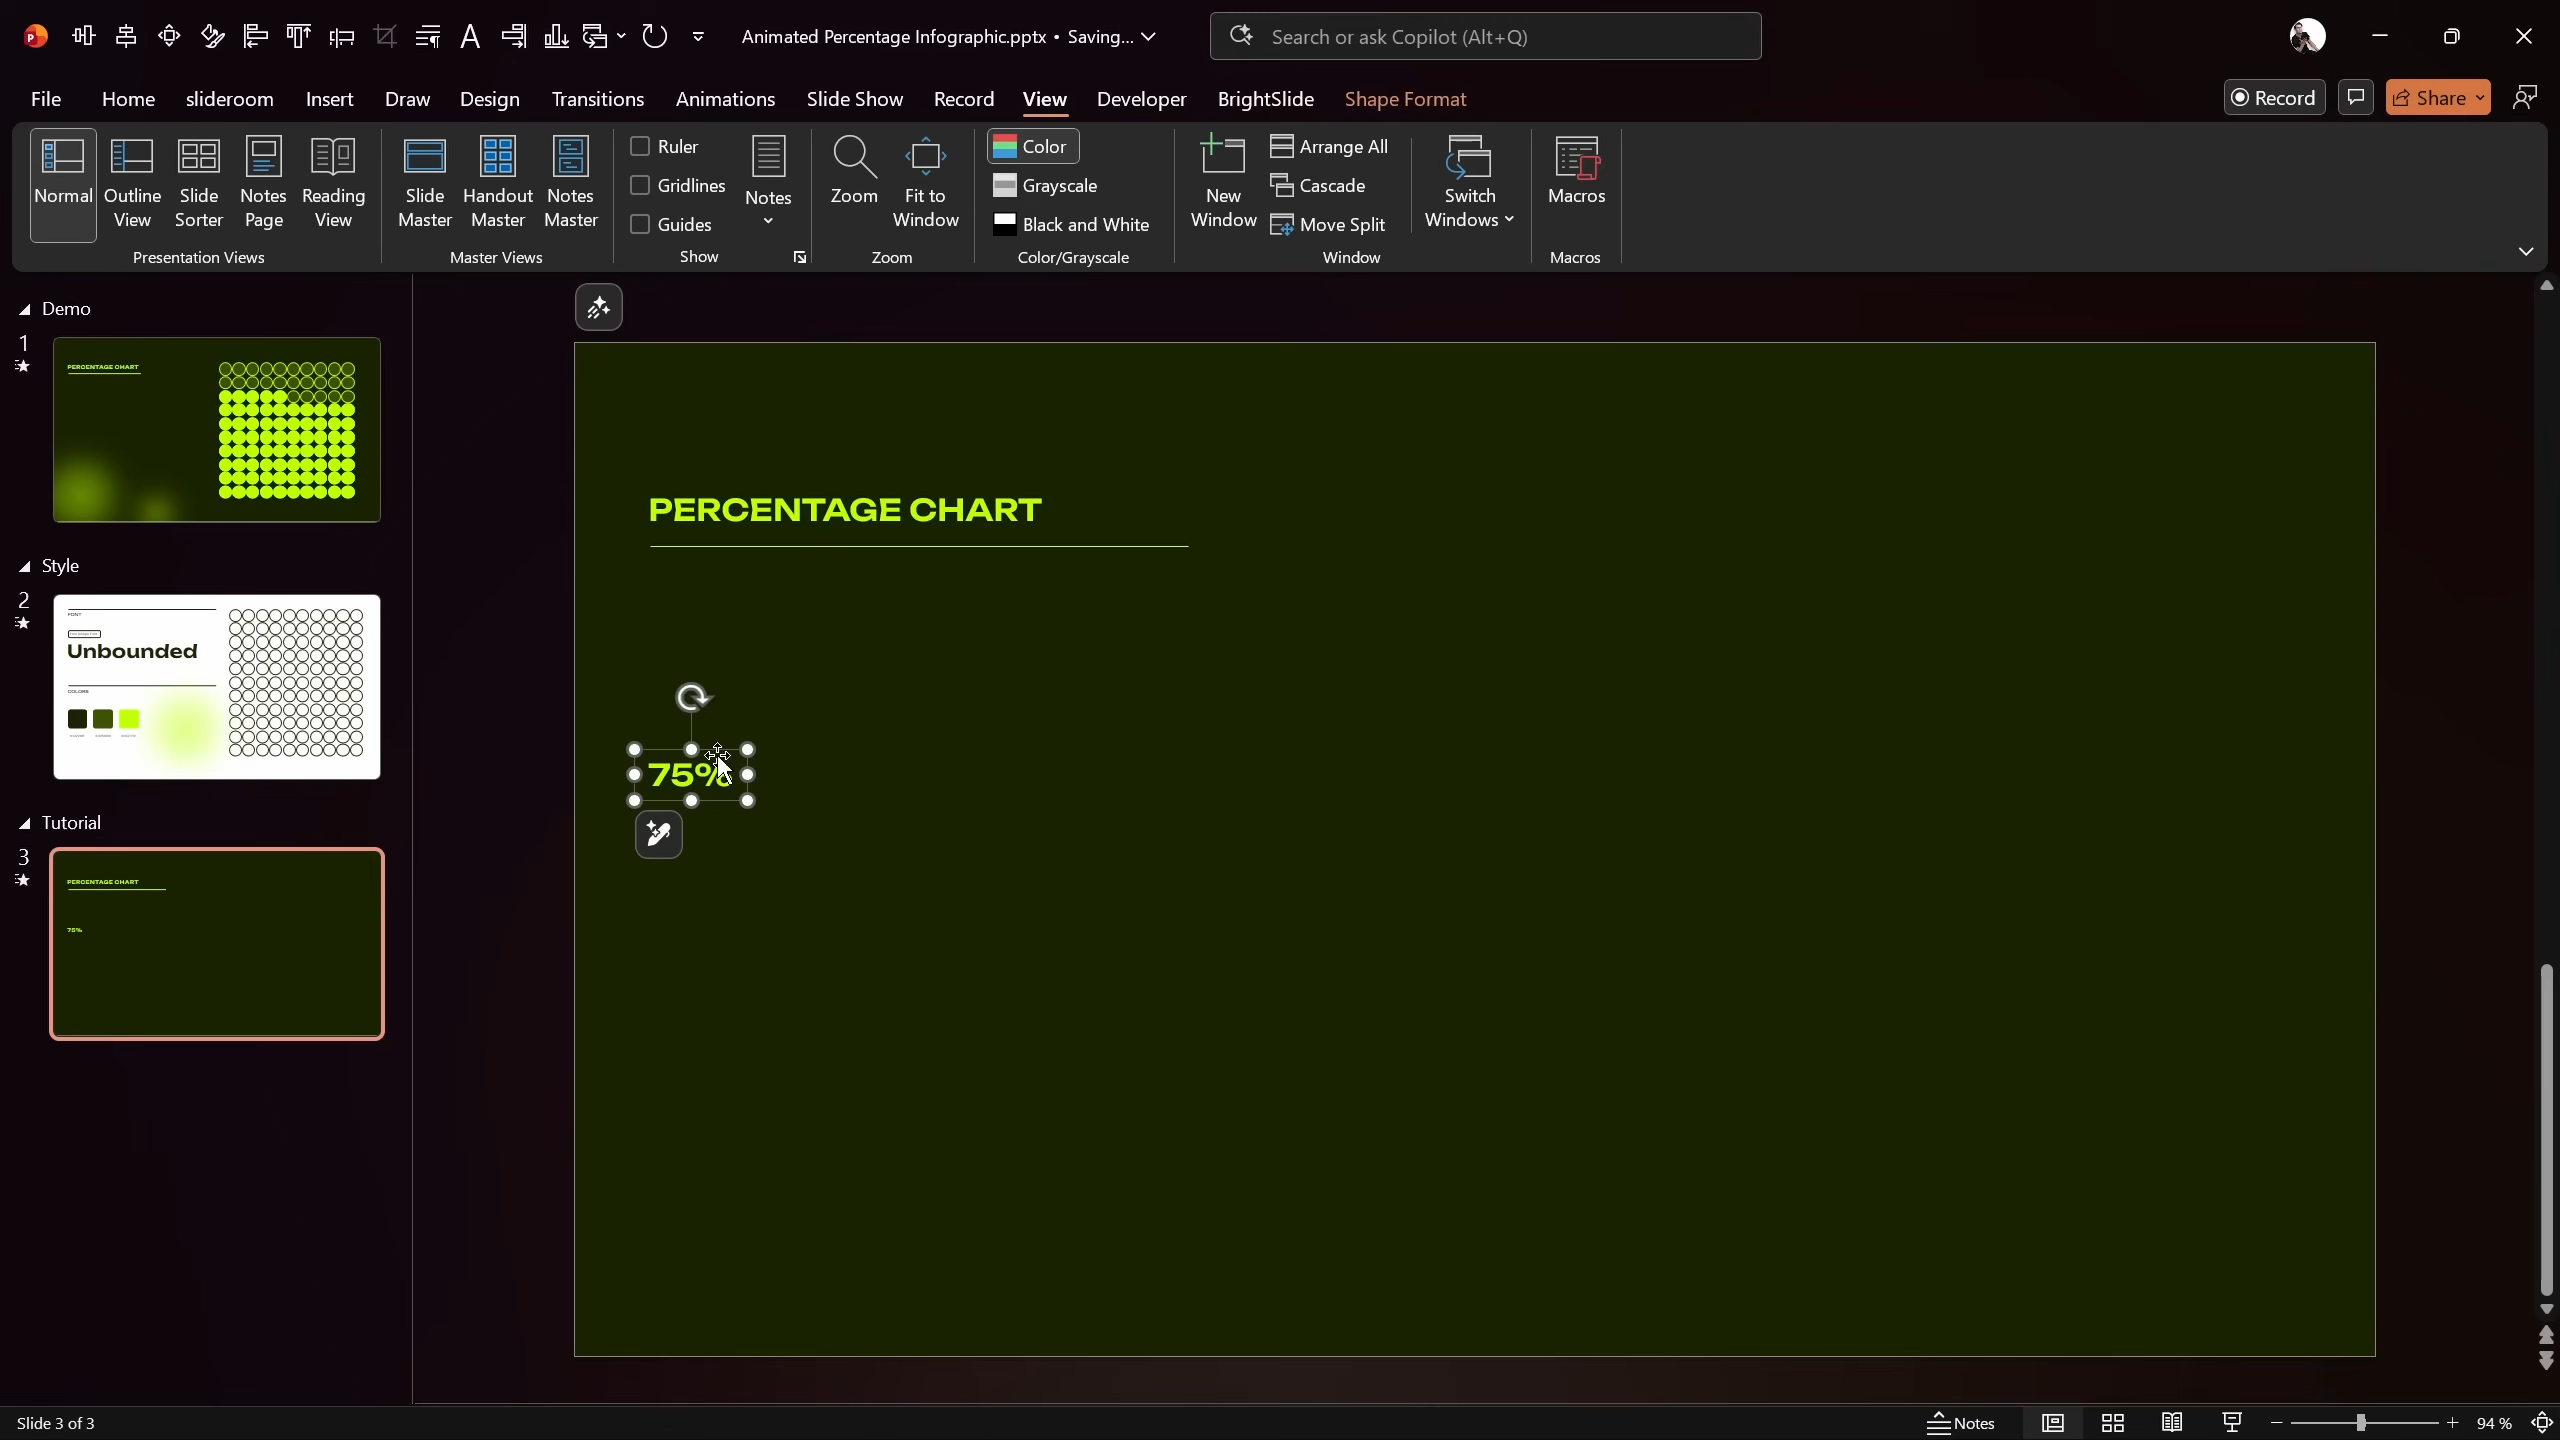 Animated Percentage Infographic.pptx • Saving...
Search or ask Copilot (Alt+Q)
File
Home
slideroom
Insert
Draw
Design
Transitions
Animations
Slide Show
Record
View
Developer
BrightSlide
Shape Format
Record
Share
Normal
Outline View
Slide Sorter
Notes Page
Reading View
Presentation Views
Slide Master
Handout Master
Notes Master
Master Views
Ruler
Gridlines
Guides
Notes
Show
Zoom
Fit to Window
Zoom
Color
Grayscale
Black and White
Color/Grayscale
New Window
Arrange All
Cascade
Move Split
Switch Windows
Window
Macros
Macros
Demo
1
PERCENTAGE CHART
Style
2
FONT
Unbounded
COLORS
Tutorial
3
PERCENTAGE CHART
75%
PERCENTAGE CHART
75%
Slide 3 of 3
Notes
94 %